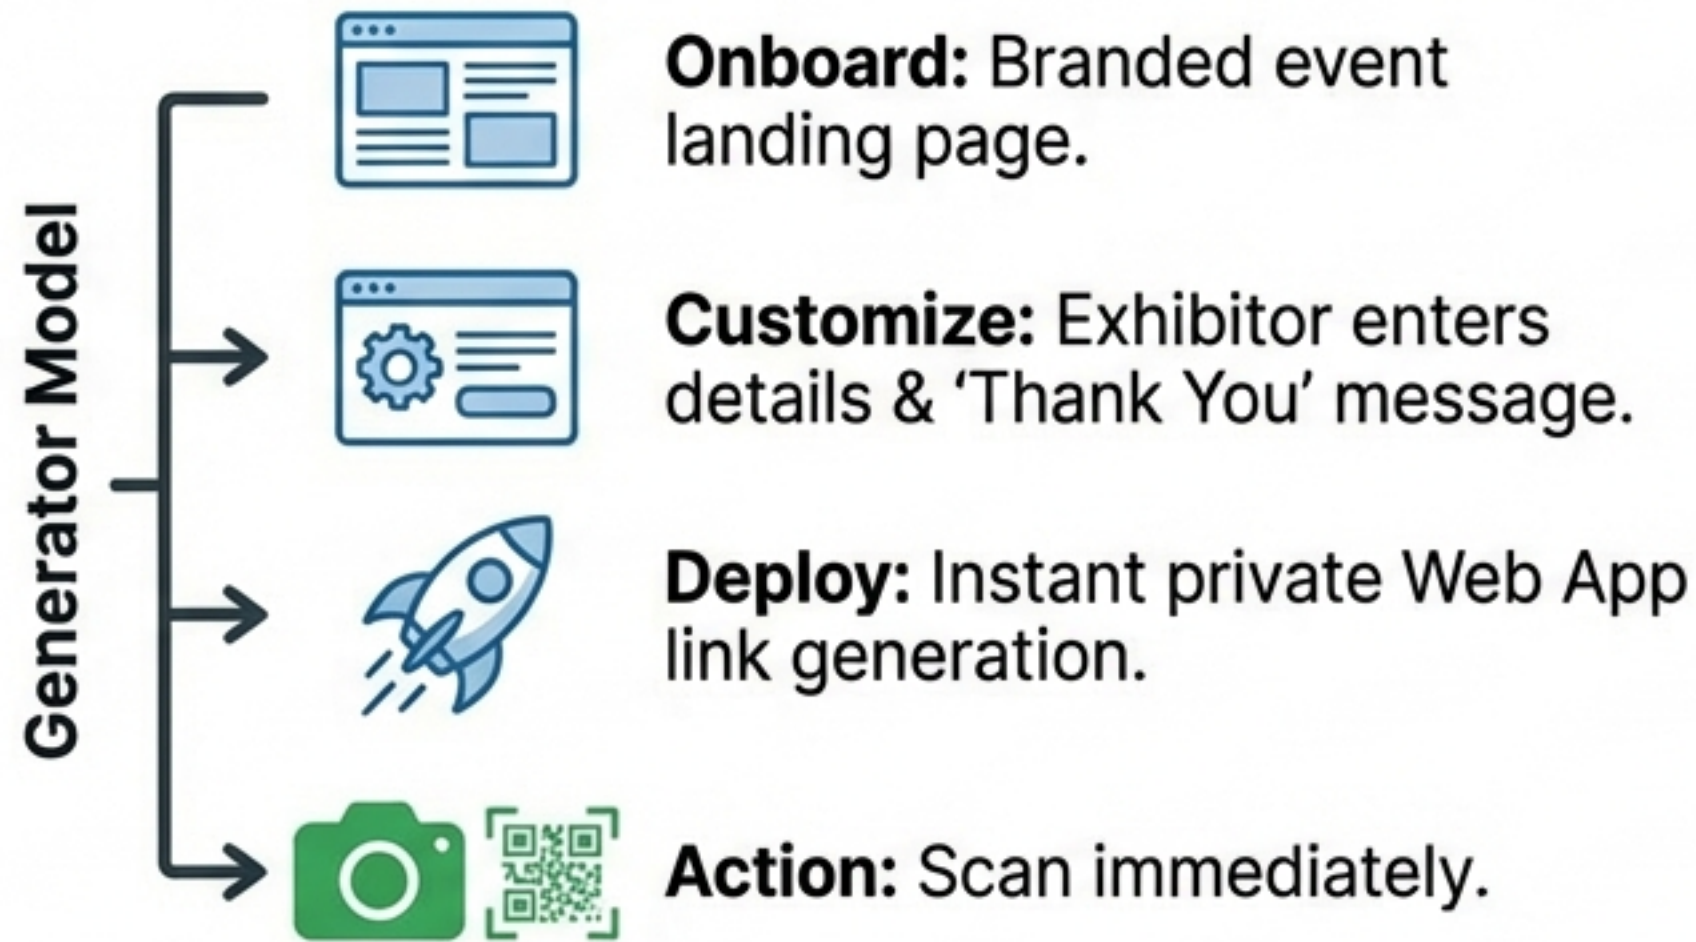 Generator Model
Onboard: Branded event
landing page.
Customize: Exhibitor enters
details & ‘Thank You’ message.
Deploy: Instant private Web App
link generation.
Action: Scan immediately.